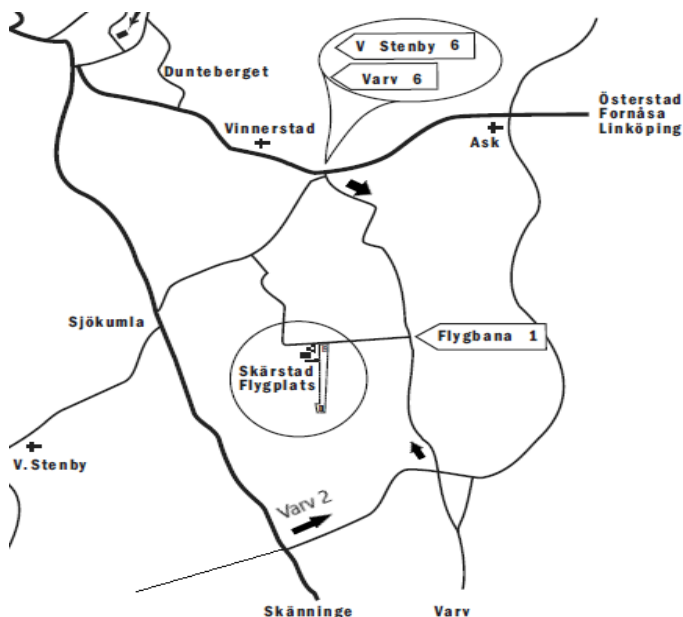 V Stenby 6
Varv 6
Dunteberget
Österstad
Fornåsa
Linköping
Vinnerstad
Ask
Sjökumla
Flygbana 1
Skärstad
Flygplats
V.Stenby
Varv 2
Skänninge
Varv